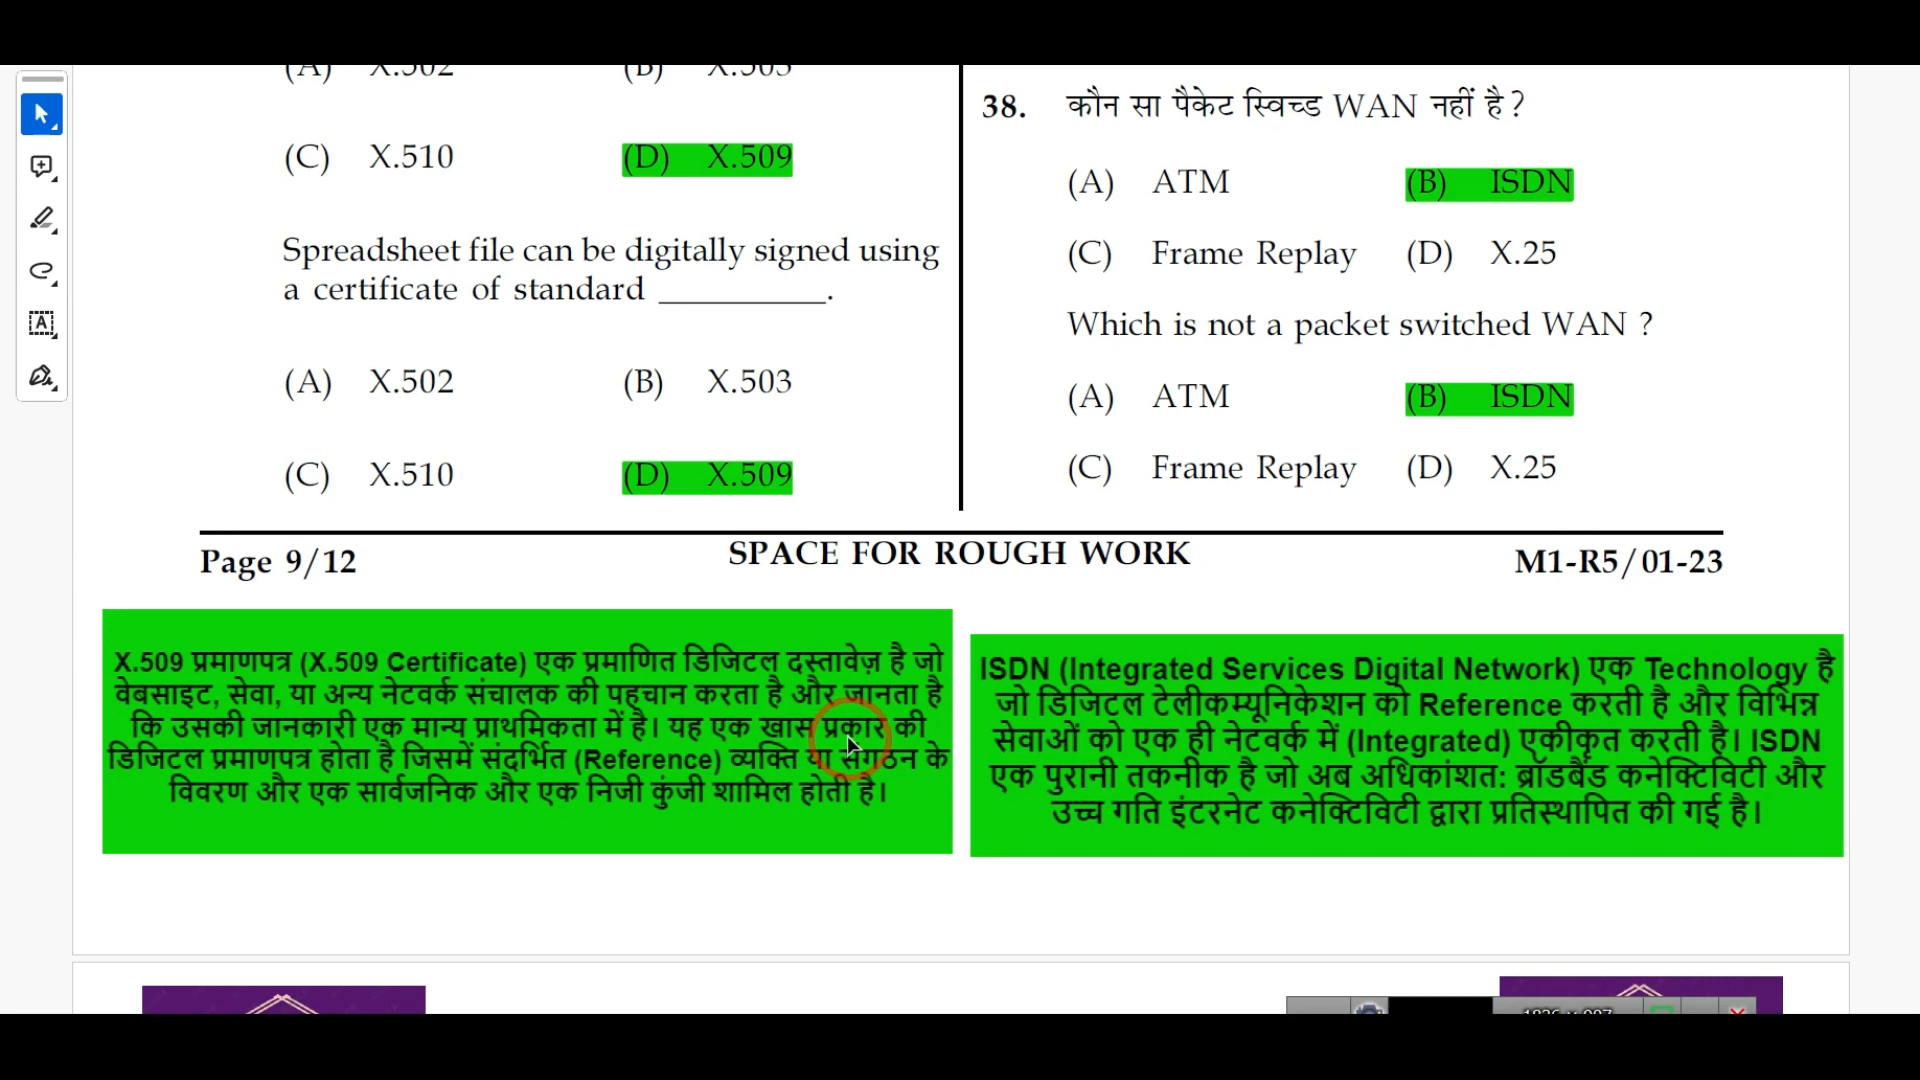 (A) X.502 (B) X.503
(C) X.510 (D) X.509
Spreadsheet file can be digitally signed using
a certificate of standard __________.
(A) X.502 (B) X.503
(C) X.510 (D) X.509
38. कौन सा पैकेट स्विच्ड WAN नहीं है ?
(A) ATM (B) ISDN
(C) Frame Replay (D) X.25
Which is not a packet switched WAN ?
(A) ATM (B) ISDN
(C) Frame Replay (D) X.25
Page 9/12 SPACE FOR ROUGH WORK M1-R5/01-23
X.509 प्रमाणपत्र (X.509 Certificate) एक प्रमाणित डिजिटल दस्तावेज़ है जो
वेबसाइट, सेवा, या अन्य नेटवर्क संचालक की पहचान करता है और जानता है
कि उसकी जानकारी एक मान्य प्राथमिकता में है। यह एक खास प्रकार की
डिजिटल प्रमाणपत्र होता है जिसमें संदर्भित (Reference) व्यक्ति या संगठन के
विवरण और एक सार्वजनिक और एक निजी कुंजी शामिल होती है।
ISDN (Integrated Services Digital Network) एक Technology है
जो डिजिटल टेलीकम्यूनिकेशन को Reference करती है और विभिन्न
सेवाओं को एक ही नेटवर्क में (Integrated) एकीकृत करती है। ISDN
एक पुरानी तकनीक है जो अब अधिकांशत: ब्रॉडबैंड कनेक्टिविटी और
उच्च गति इंटरनेट कनेक्टिविटी द्वारा प्रतिस्थापित की गई है।